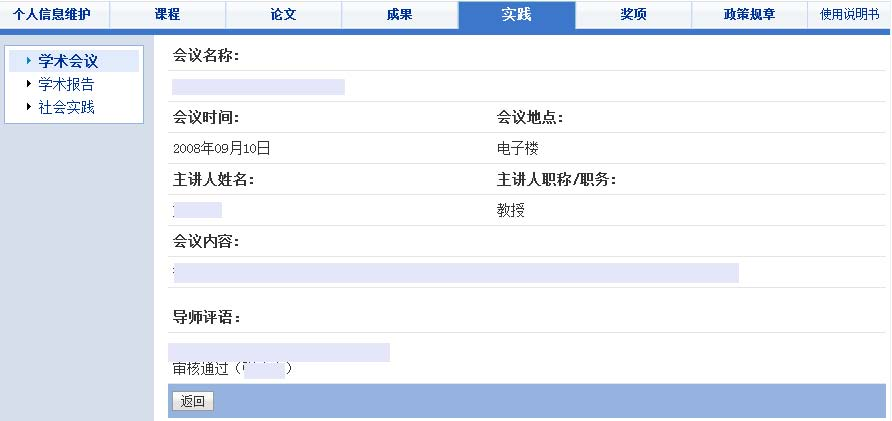 个人信息维护 课程 论文 成果 实践 奖项 政策规章 使用说明书
学术会议
学术报告
社会实践
会议名称：
会议时间： 会议地点：
2008年09月10日 电子楼
主讲人姓名： 主讲人职称/职务：
教授
会议内容：
导师评语：
审核通过（ ）
返回